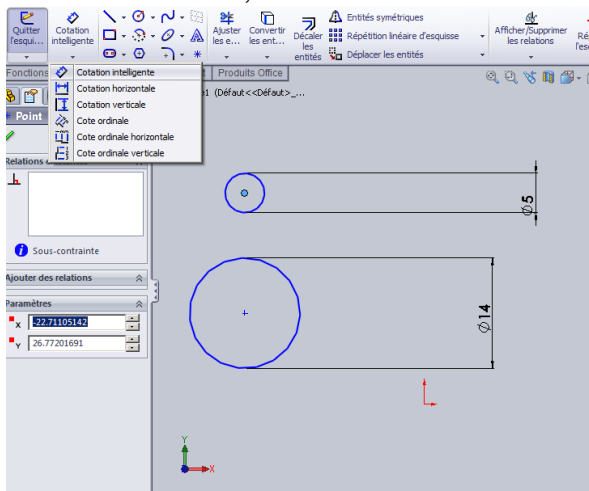 Quitter l'esqui...
Cotation intelligente
Ajuster les e...
Convertir les ent...
Décaler les entités
Entités symétriques
Répétition linéaire d'esquisse
Déplacer les entités
Afficher/Supprimer les relations
Fonctions
Produits Office
Cotation intelligente
Cotation horizontale
Cotation verticale
Cote ordinale
Cote ordinale horizontale
Cote ordinale verticale
(Défaut<<Défaut>_...
Point
Relations
Sous-contrainte
Ajouter des relations
Paramètres
X -22.71105142
Y 26.77201691
Ø5
Ø14
Y
X